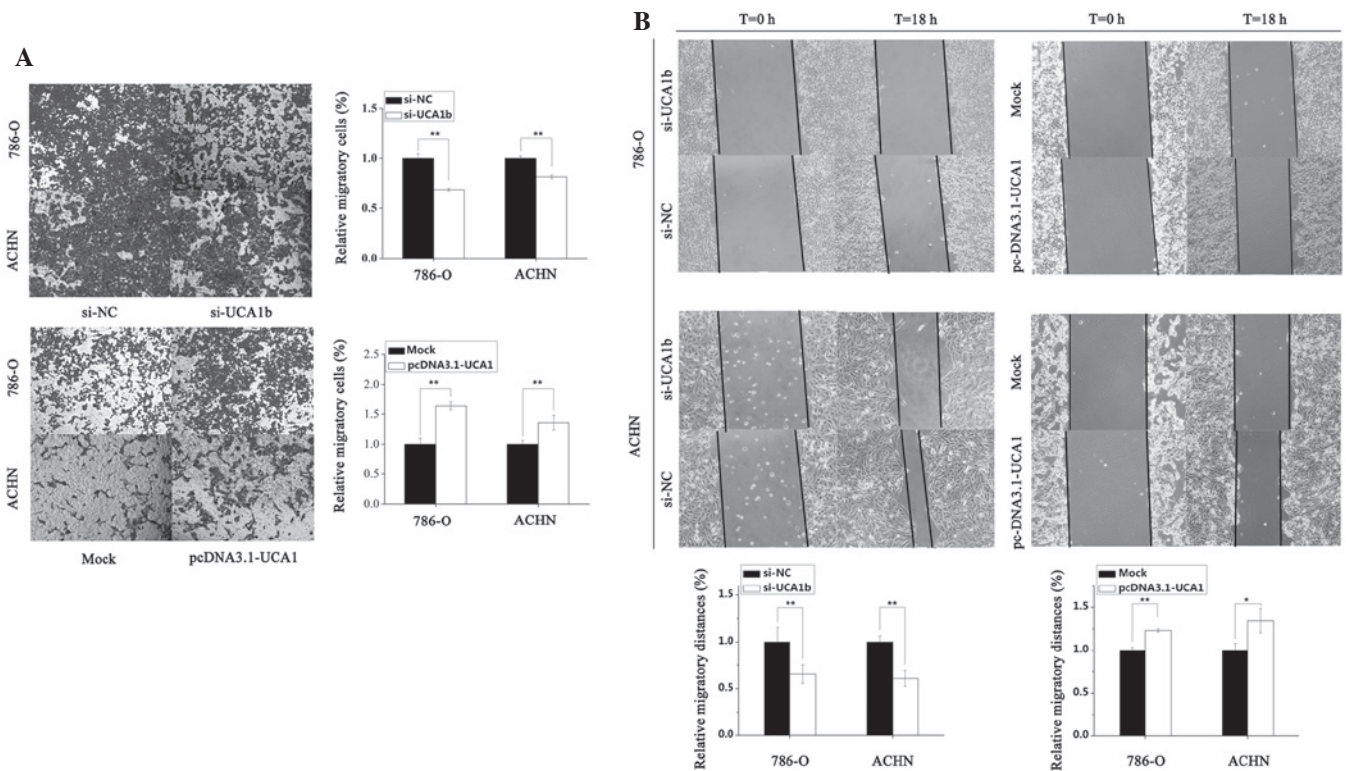 A
786-O
ACHN
si-NC si-UCA1b
Relative migratory cells (%)
si-NC
si-UCA1b
1.5
1.0
0.5
0.0
** **
786-O ACHN
786-O
ACHN
Mock pcDNA3.1-UCA1
Relative migratory cells (%)
Mock
pcDNA3.1-UCA1
2.5
2.0
1.5
1.0
0.5
0.0
** **
786-O ACHN
B
T=0 h T=18 h T=0 h T=18 h
786-O
si-UCA1b
si-NC
Mock
pc-DNA3.1-UCA1
ACHN
si-UCA1b
si-NC
Mock
pc-DNA3.1-UCA1
Relative migratory distances (%)
si-NC
si-UCA1b
1.5
1.0
0.5
0.0
** **
786-O ACHN
Relative migratory distances (%)
Mock
pcDNA3.1-UCA1
1.5
1.0
0.5
0.0
** *
786-O ACHN